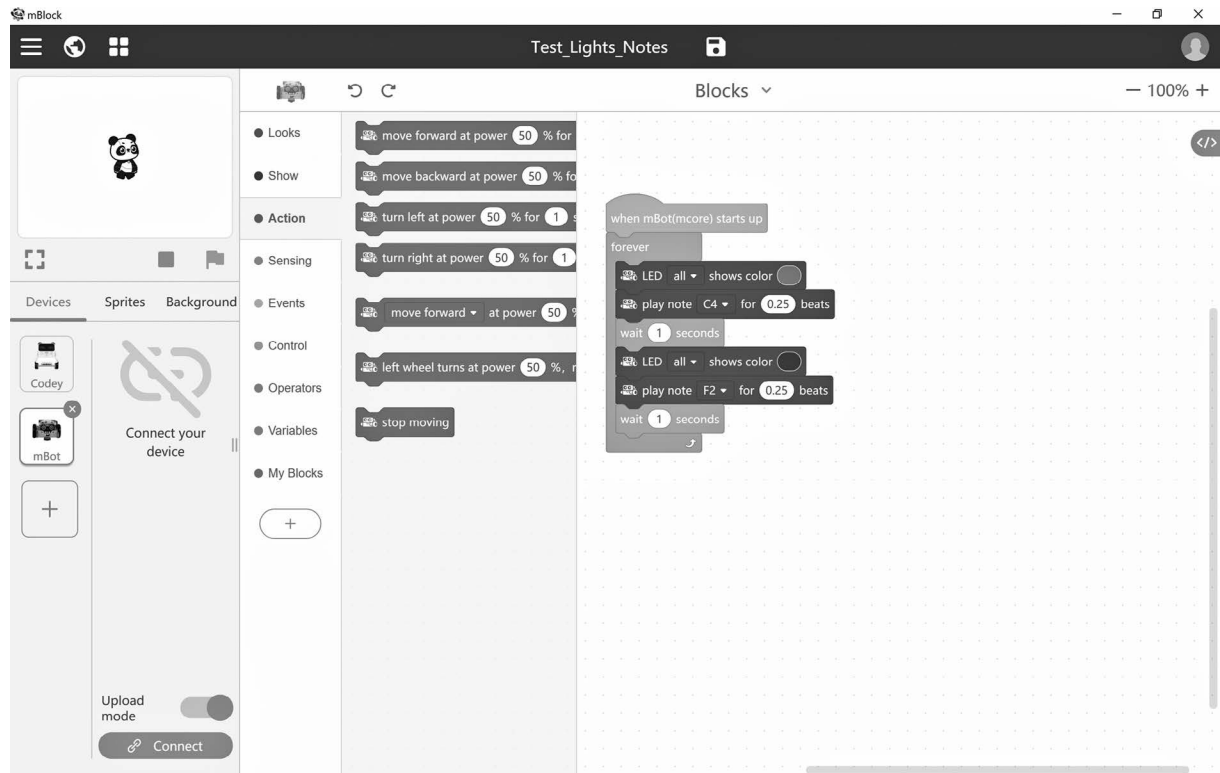 mBlock
Test_Lights_Notes
Blocks
100%
Devices
Sprites
Background
Codey
mBot
Connect your
device
Upload
mode
Connect
Looks
Show
Action
Sensing
Events
Control
Operators
Variables
My Blocks
move forward at power 50 % for
move backward at power 50 % fo
turn left at power 50 % for 1 s
turn right at power 50 % for 1
move forward at power 50 %
left wheel turns at power 50 %, r
stop moving
when mBot(mcore) starts up
forever
LED all shows color
play note C4 for 0.25 beats
wait 1 seconds
LED all shows color
play note F2 for 0.25 beats
wait 1 seconds